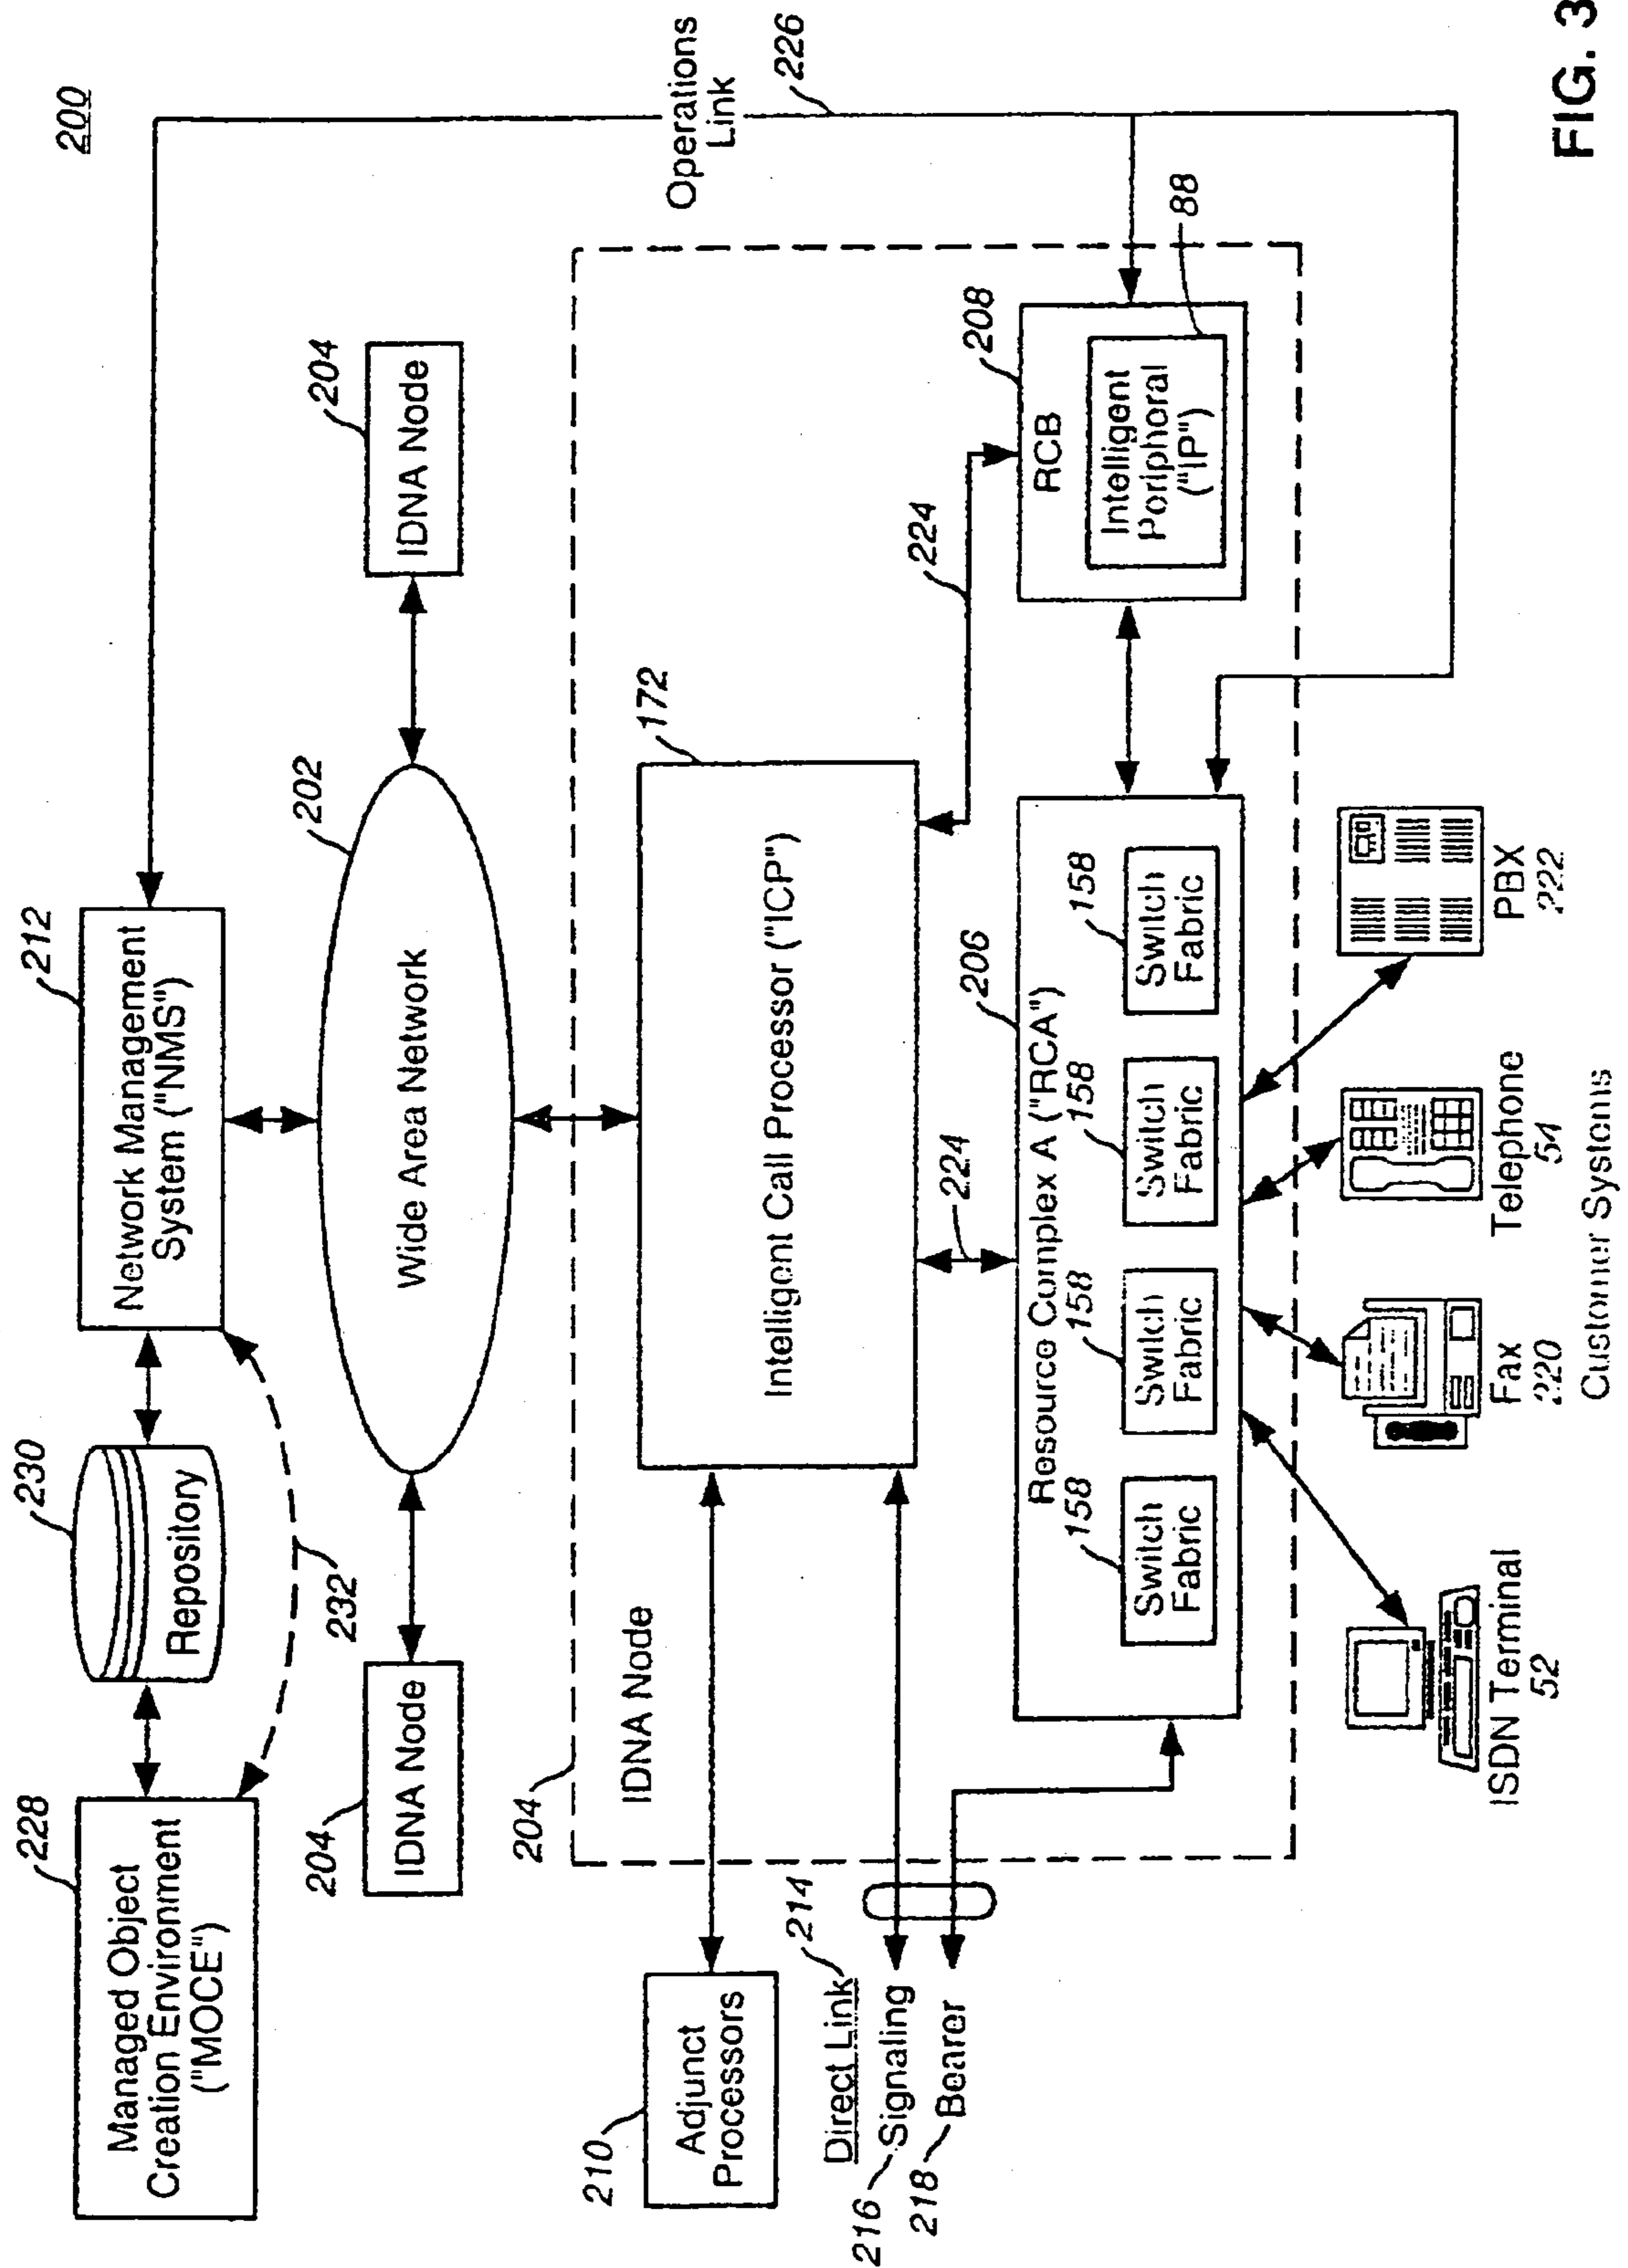 200
228
Managed Object
Creation Environment
("MOCE")
230
Repository
212
Network Management
System ("NMS")
232
204
IDNA Node
202
Wide Area Network
204
IDNA Node
Operations
Link
226
204
IDNA Node
210
Adjunct
Processors
172
Intelligent Call Processor ("ICP")
Direct Link
214
216
Signaling
218
Bearer
224
224
206
Resource Complex A ("RCA")
158
Switch
Fabric
158
Switch
Fabric
158
Switch
Fabric
158
Switch
Fabric
208
RCB
Intelligent
Poriphoral
("IP")
88
ISDN Terminal
52
Fax
220
Telephone
54
PBX
222
Customer Systems
FIG. 3